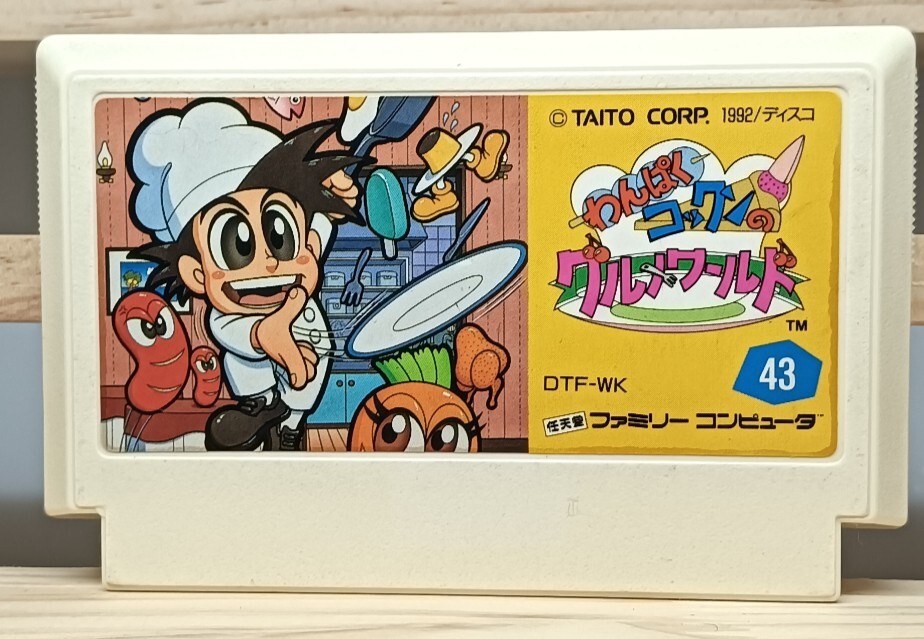 © TAITO CORP. 1992/ディスコ
わんぱく
コックンの
グルメワールド
TM
43
DTF-WK
任天堂 ファミリー コンピュータ™